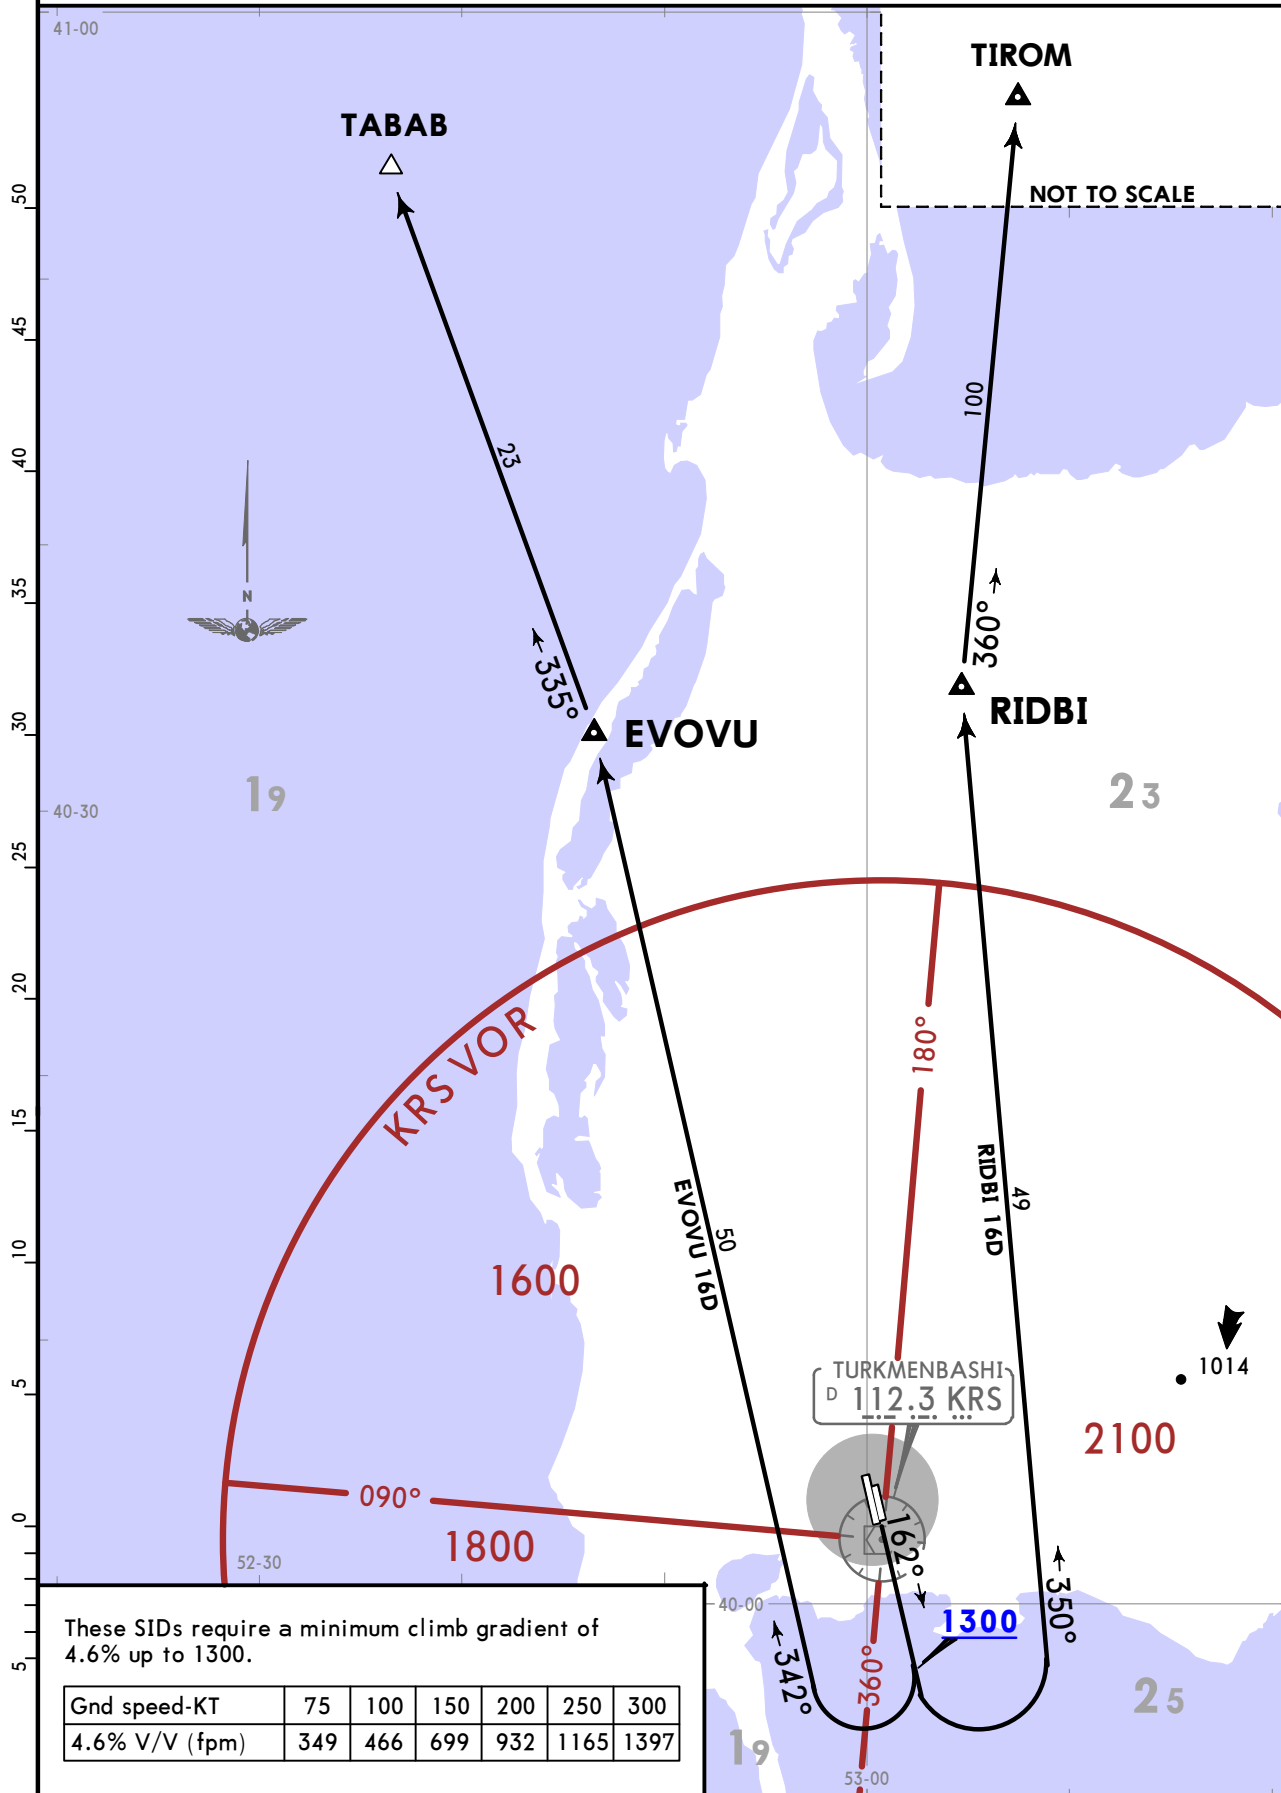 41-00
TIROM
TABAB
NOT TO SCALE
50
45
40
35
30
25
20
15
10
5
0
5
23
100
N
335°
360°
EVOVU
RIDBI
19
23
40-30
KRS VOR
180°
EVOVU 16D
50
RIDBI 16D
49
1600
1014
TURKMENBASHI
D 112.3 KRS
2100
090°
1800
162°
52-30
40-00
1300
350°
342°
360°
25
19
53-00
These SIDs require a minimum climb gradient of
4.6% up to 1300.
Gnd speed-KT 75 100 150 200 250 300
4.6% V/V (fpm) 349 466 699 932 1165 1397